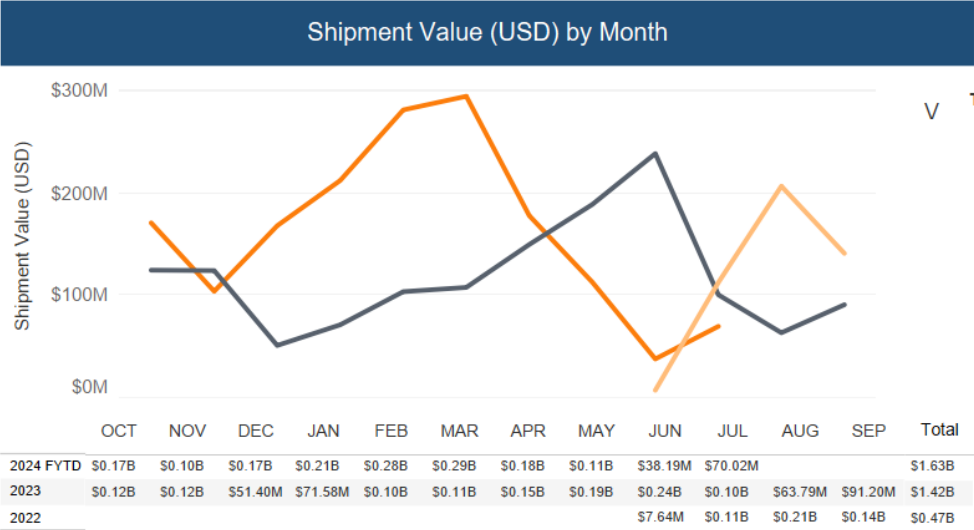 Shipment Value (USD) by Month
$300M
$200M
$100M
$0M
Shipment Value (USD)
V
T
OCT NOV DEC JAN FEB MAR APR MAY JUN JUL AUG SEP Total
2024 FYTD $0.17B $0.10B $0.17B $0.21B $0.28B $0.29B $0.18B $0.11B $38.19M $70.02M $1.63B
2023 $0.12B $0.12B $51.40M $71.58M $0.10B $0.11B $0.15B $0.19B $0.24B $0.10B $63.79M $91.20M $1.42B
2022 $7.64M $0.11B $0.21B $0.14B $0.47B